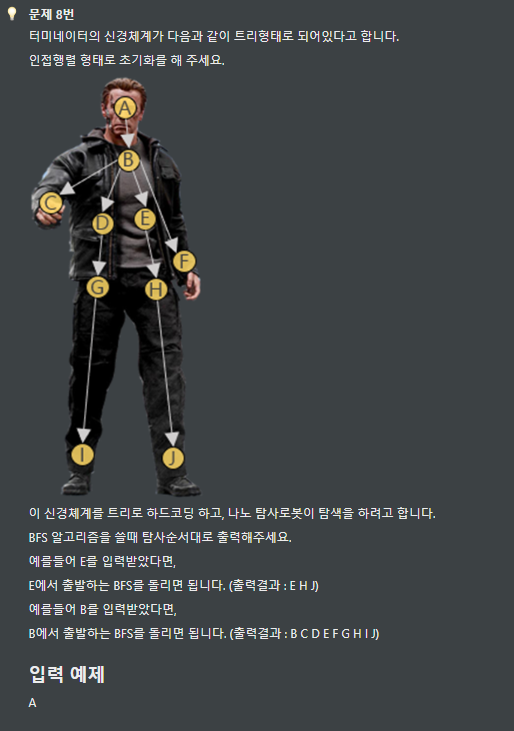 문제 8번
터미네이터의 신경체계가 다음과 같이 트리형태로 되어있다고 합니다.
인접행렬 형태로 초기화를 해 주세요.
A
B
C
D
E
F
G
H
I
J
이 신경체계를 트리로 하드코딩 하고, 나노 탐사로봇이 탐색을 하려고 합니다.
BFS 알고리즘을 쓸때 탐사순서대로 출력해주세요.
예를들어 E를 입력받았다면,
E에서 출발하는 BFS를 돌리면 됩니다. (출력결과 : E H J)
예를들어 B를 입력받았다면,
B에서 출발하는 BFS를 돌리면 됩니다. (출력결과 : B C D E F G H I J)
입력 예제
A